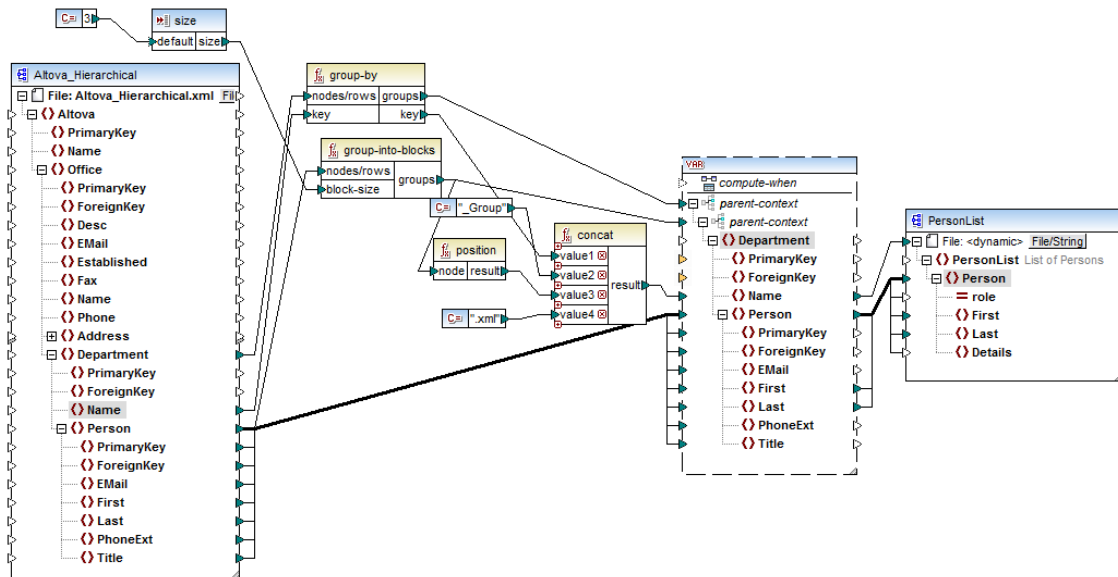 3
size
default size
Altova_Hierarchical
File: Altova_Hierarchical.xml Fil
Altova
PrimaryKey
Name
Office
PrimaryKey
ForeignKey
Desc
EMail
Established
Fax
Name
Phone
Address
Department
PrimaryKey
ForeignKey
Name
Person
PrimaryKey
ForeignKey
EMail
First
Last
PhoneExt
Title
group-by
nodes/rows groups
key key
group-into-blocks
nodes/rows
groups
block-size
"_Group"
position
node result
".xml"
concat
value1
value2
result
value3
value4
VAR
compute-when
parent-context
parent-context
Department
PrimaryKey
ForeignKey
Name
Person
PrimaryKey
ForeignKey
EMail
First
Last
PhoneExt
Title
PersonList
File: <dynamic> File/String
PersonList List of Persons
Person
role
First
Last
Details